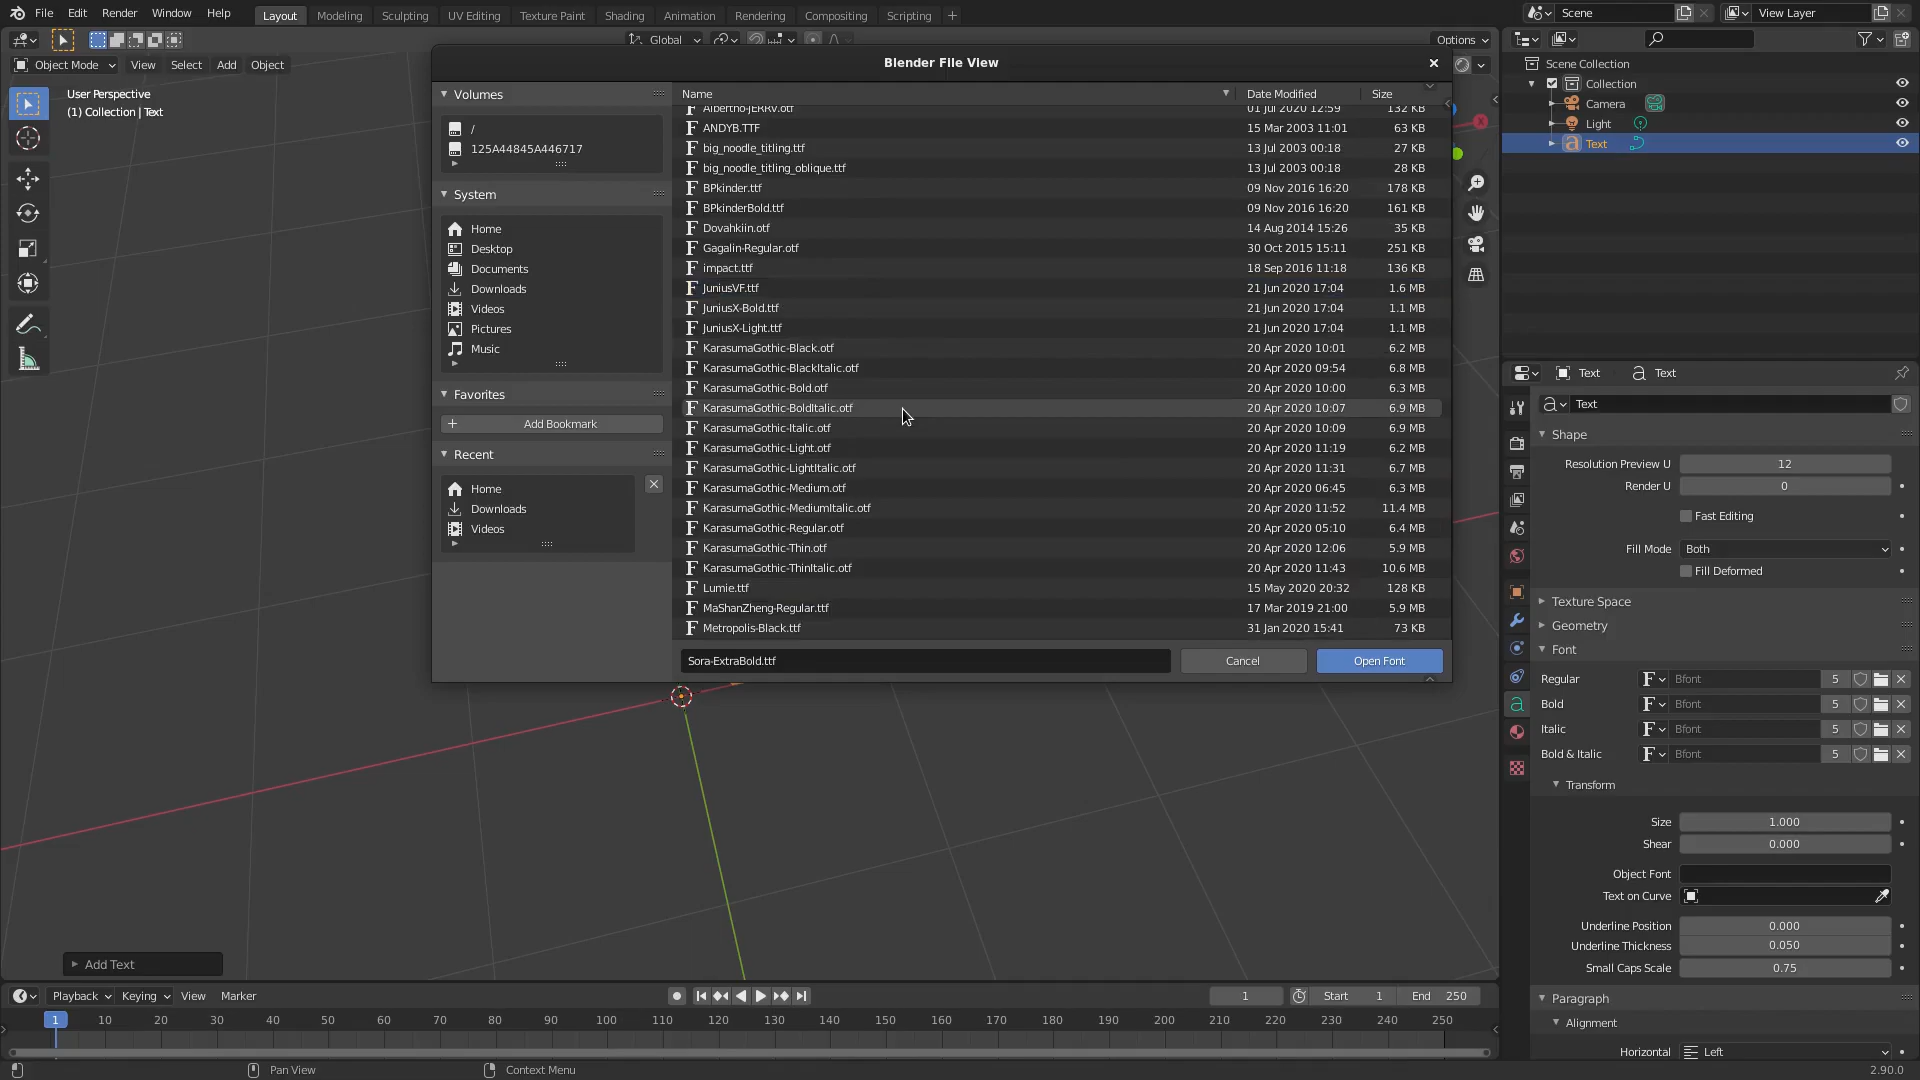 File Edit Render Window Help Layout Modeling Sculpting UV Editing Texture Paint Shading Animation Rendering Compositing Scripting + Scene View Layer
Global Options
Object Mode View Select Add Object
User Perspective
(1) Collection | Text
Blender File View
Volumes
/
125A44845A446717
System
Home
Desktop
Documents
Downloads
Videos
Pictures
Music
Favorites
Add Bookmark
Recent
Home
Downloads
Videos
Name Date Modified Size
Albertho-jERRv.otf 01 Jul 2020 12:59 132 KB
ANDYB.TTF 15 Mar 2003 11:01 63 KB
big_noodle_titling.ttf 13 Jul 2003 00:18 27 KB
big_noodle_titling_oblique.ttf 13 Jul 2003 00:18 28 KB
BPkinder.ttf 09 Nov 2016 16:20 178 KB
BPkinderBold.ttf 09 Nov 2016 16:20 161 KB
Dovahkiin.otf 14 Aug 2014 15:26 35 KB
Gagalin-Regular.otf 30 Oct 2015 15:11 251 KB
impact.ttf 18 Sep 2016 11:18 136 KB
JuniusVF.ttf 21 Jun 2020 17:04 1.6 MB
JuniusX-Bold.ttf 21 Jun 2020 17:04 1.1 MB
JuniusX-Light.ttf 21 Jun 2020 17:04 1.1 MB
KarasumaGothic-Black.otf 20 Apr 2020 10:01 6.2 MB
KarasumaGothic-BlackItalic.otf 20 Apr 2020 09:54 6.8 MB
KarasumaGothic-Bold.otf 20 Apr 2020 10:00 6.3 MB
KarasumaGothic-BoldItalic.otf 20 Apr 2020 10:07 6.9 MB
KarasumaGothic-Italic.otf 20 Apr 2020 10:09 6.9 MB
KarasumaGothic-Light.otf 20 Apr 2020 11:19 6.2 MB
KarasumaGothic-LightItalic.otf 20 Apr 2020 11:31 6.7 MB
KarasumaGothic-Medium.otf 20 Apr 2020 06:45 6.3 MB
KarasumaGothic-MediumItalic.otf 20 Apr 2020 11:52 11.4 MB
KarasumaGothic-Regular.otf 20 Apr 2020 05:10 6.4 MB
KarasumaGothic-Thin.otf 20 Apr 2020 12:06 5.9 MB
KarasumaGothic-ThinItalic.otf 20 Apr 2020 11:43 10.6 MB
Lumie.ttf 15 May 2020 20:32 128 KB
MaShanZheng-Regular.ttf 17 Mar 2019 21:00 5.9 MB
Metropolis-Black.ttf 31 Jan 2020 15:41 73 KB
Sora-ExtraBold.ttf Cancel Open Font
X
Scene Collection
Collection
Camera
Light
Text
Text Text
Text
Shape
Resolution Preview U 12
Render U 0
Fast Editing
Fill Mode Both
Fill Deformed
Texture Space
Geometry
Font
Regular Bfont 5
Bold Bfont 5
Italic Bfont 5
Bold & Italic Bfont 5
Transform
Size 1.000
Shear 0.000
Object Font
Text on Curve
Underline Position 0.000
Underline Thickness 0.050
Small Caps Scale 0.75
Paragraph
Alignment
Horizontal Left
Add Text
Playback Keying View Marker 1 Start 1 End 250
1 10 20 30 40 50 60 70 80 90 100 110 120 130 140 150 160 170 180 190 200 210 220 230 240 250
Pan View Context Menu 2.90.0